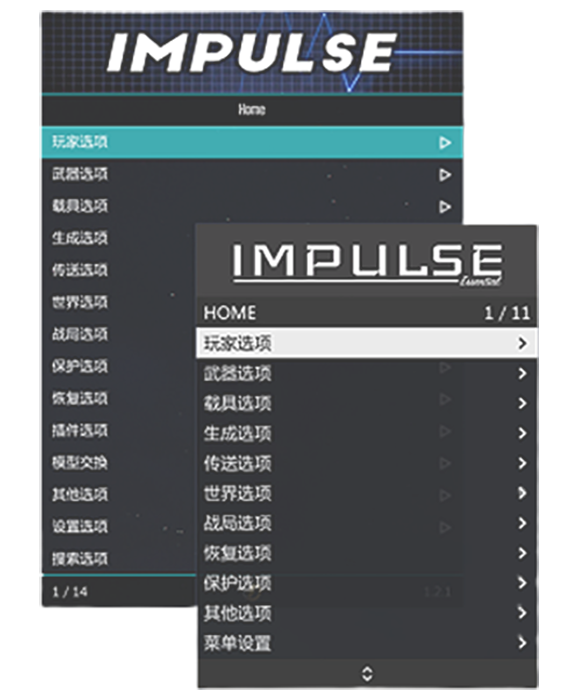 IMPULSE
Home
玩家选项
武器选项
载具选项
生成选项
传送选项
世界选项
战局选项
保护选项
恢复选项
插件选项
模型交换
其他选项
设置选项
搜索选项
1 / 14
1.2.1
IMPULSE
Essential
HOME 1 / 11
玩家选项
武器选项
载具选项
生成选项
传送选项
世界选项
战局选项
恢复选项
保护选项
其他选项
菜单设置